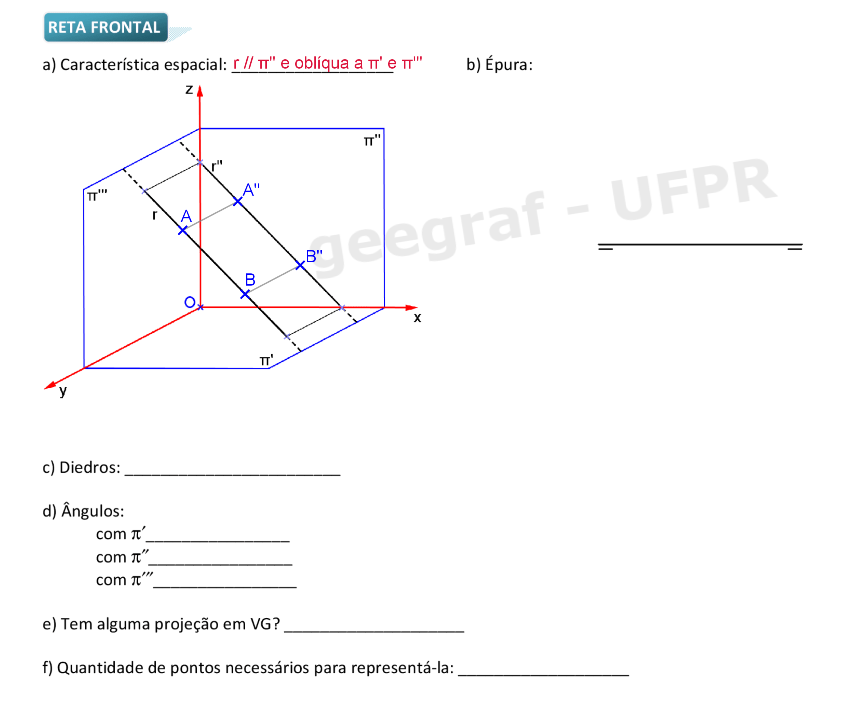 RETA FRONTAL
a) Característica espacial: r // π" e oblíqua a π' e π"'
b) Épura:
z
π"
r"
π"'
A"
r
A
geegraf - UFPR
B"
B
O
x
π'
y
c) Diedros: ________________________
d) Ângulos:
com π′________________
com π″________________
com π‴________________
e) Tem alguma projeção em VG? ____________________
f) Quantidade de pontos necessários para representá-la: ___________________